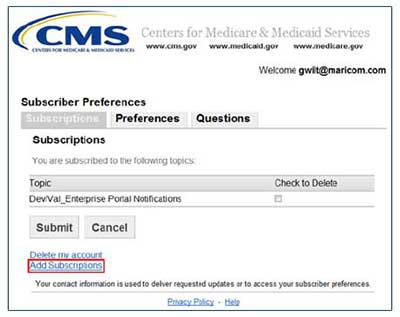 CMS
CENTERS FOR MEDICARE & MEDICAID SERVICES
Centers for Medicare & Medicaid Services
www.cms.gov www.medicaid.gov www.medicare.gov
Welcome gwilt@maricom.com
Subscriber Preferences
Subscriptions Preferences Questions
Subscriptions
You are subscribed to the following topics:
Topic Check to Delete
Dev/Val_Enterprise Portal Notifications
Submit Cancel
Delete my account
Add Subscriptions
Your contact information is used to deliver requested updates or to access your subscriber preferences.
Privacy Policy - Help